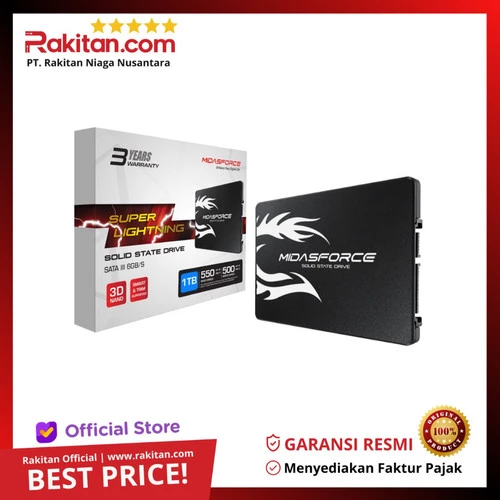 Rakitan.com
PT. Rakitan Niaga Nusantara
3 YEARS
WARRANTY
MIDASFORCE
SUPER
LIGHTNING
SOLID STATE DRIVE
SATA III 6GB/S
3D
NAND
SMART
& TRIM
1TB
550
500
MIDASFORCE
SOLID STATE DRIVE
ORIGINAL
100%
PRODUCT
Official Store
GARANSI RESMI
Menyediakan Faktur Pajak
Rakitan Official | www.rakitan.com
BEST PRICE!